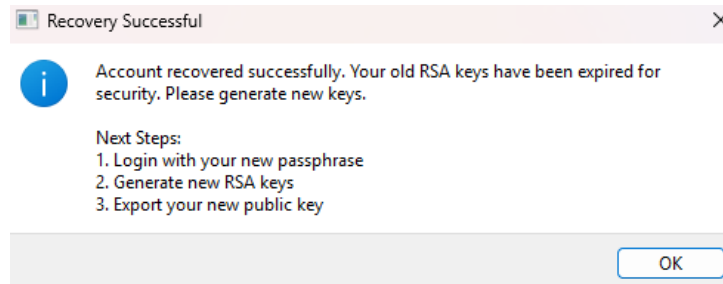 Recovery Successful
Account recovered successfully. Your old RSA keys have been expired for
security. Please generate new keys.
Next Steps:
1. Login with your new passphrase
2. Generate new RSA keys
3. Export your new public key
OK